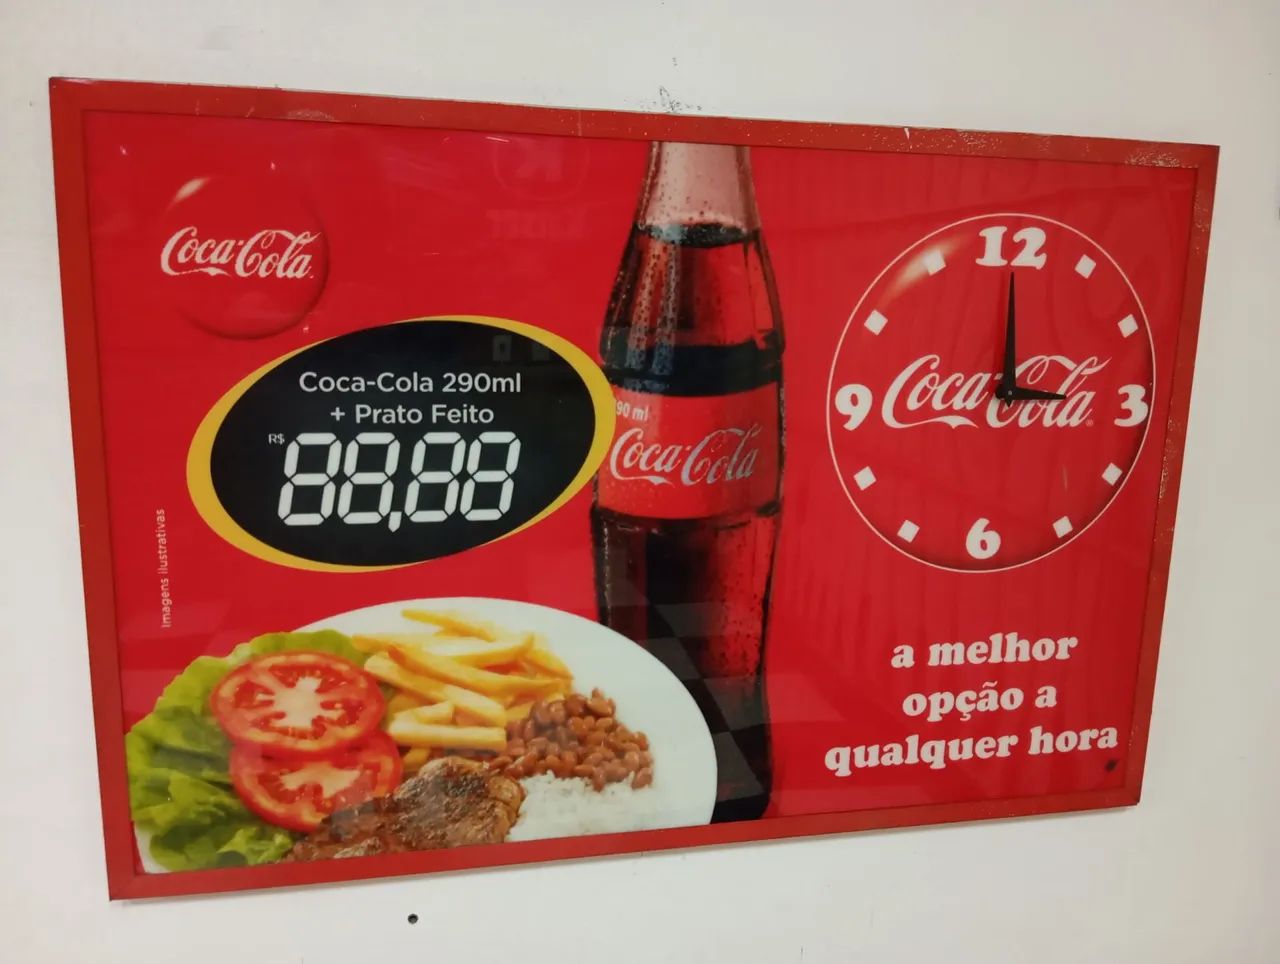 Coca-Cola
Coca-Cola 290ml
+ Prato Feito
R$
88,88
Imagens ilustrativas
90 ml
Coca-Cola
12
9
Coca-Cola
3
6
a melhor
opção a
qualquer hora